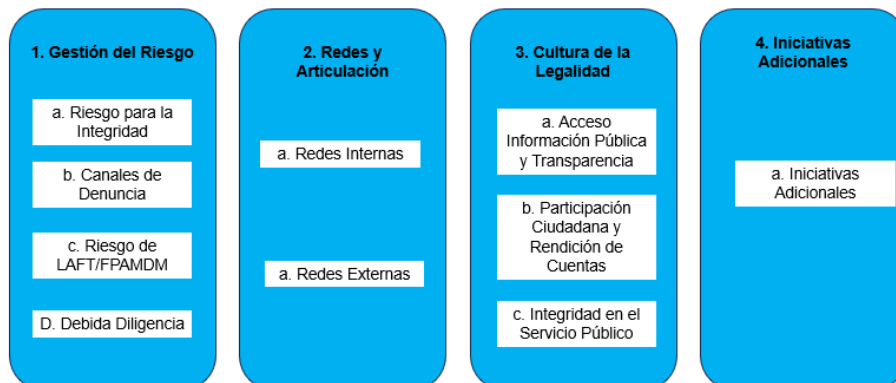 1. Gestión del Riesgo
a. Riesgo para la
Integridad
b. Canales de
Denuncia
c. Riesgo de
LAFT/FPAMDM
D. Debida Diligencia
2. Redes y
Articulación
a. Redes Internas
a. Redes Externas
3. Cultura de la
Legalidad
a. Acceso
Información Pública
y Transparencia
b. Participación
Ciudadana y
Rendición de
Cuentas
c. Integridad en el
Servicio Público
4. Iniciativas
Adicionales
a. Iniciativas
Adicionales